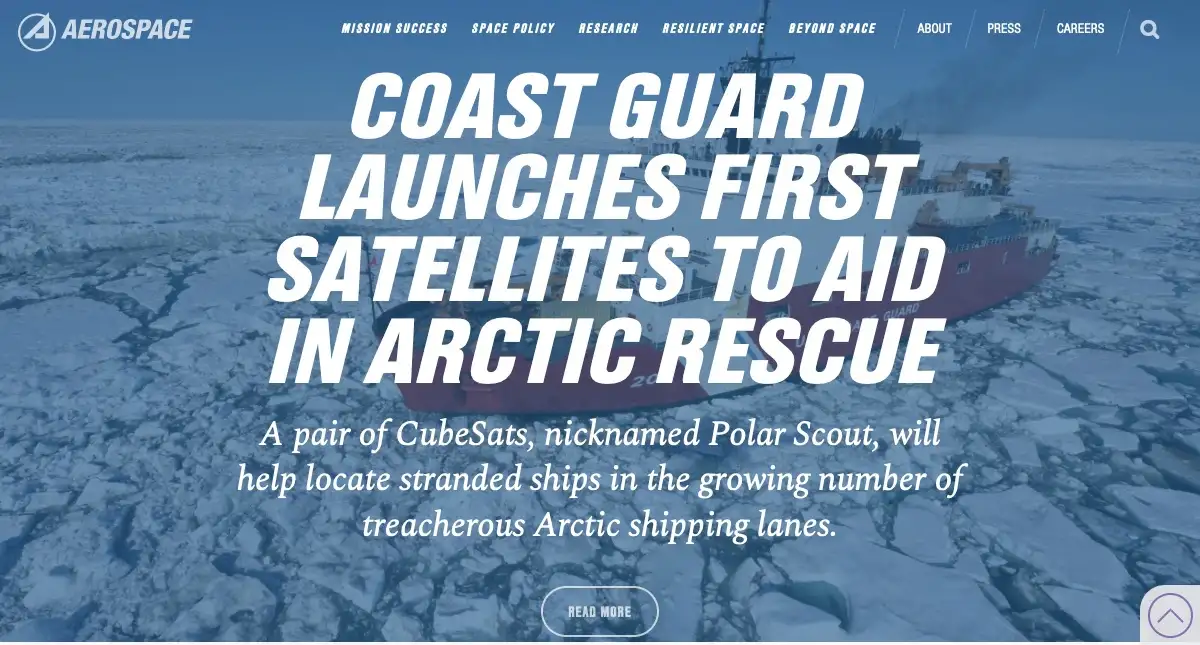 AEROSPACE
MISSION SUCCESS SPACE POLICY RESEARCH RESILIENT SPACE BEYOND SPACE ABOUT PRESS CAREERS
COAST GUARD
LAUNCHES FIRST
SATELLITES TO AID
IN ARCTIC RESCUE
A pair of CubeSats, nicknamed Polar Scout, will
help locate stranded ships in the growing number of
treacherous Arctic shipping lanes.
READ MORE